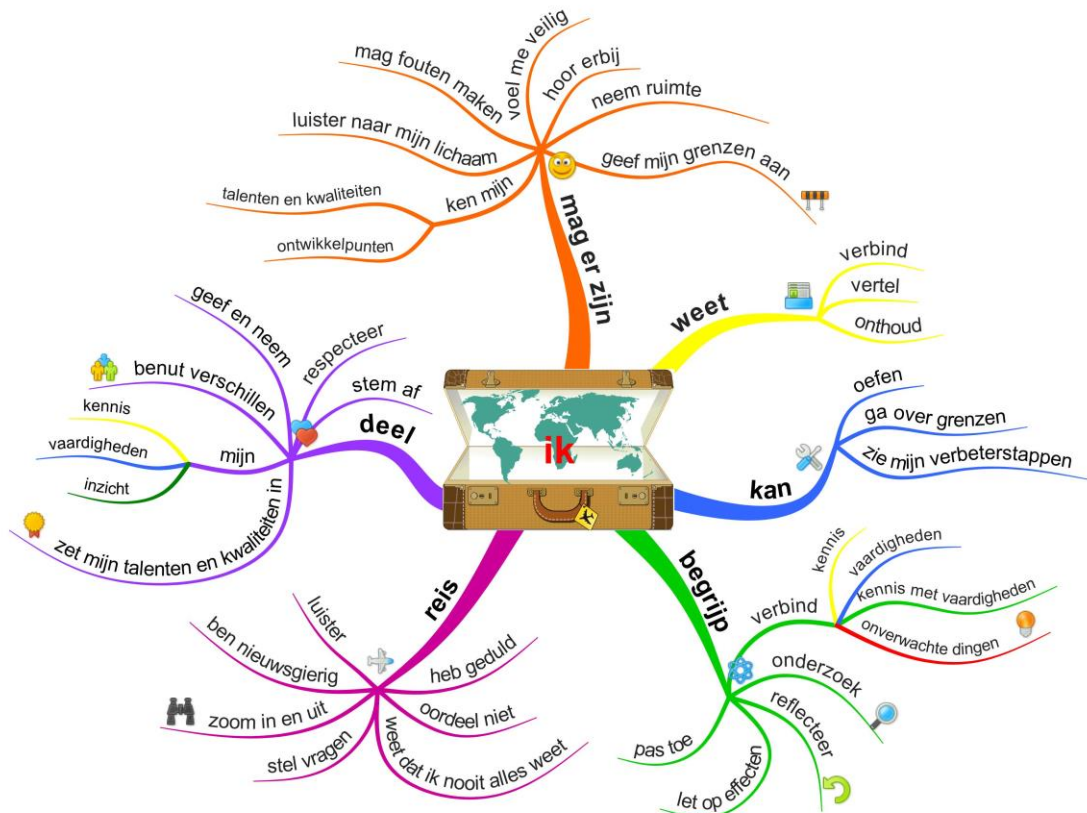 ik
mag er zijn
ken mijn
talenten en kwaliteiten
ontwikkelpunten
luister naar mijn lichaam
mag fouten maken
voel me veilig
hoor erbij
neem ruimte
geef mijn grenzen aan
weet
verbind
vertel
onthoud
kan
oefen
ga over grenzen
zie mijn verbeterstappen
begrijp
verbind
kennis
vaardigheden
kennis met vaardigheden
onverwachte dingen
onderzoek
reflecteer
let op effecten
pas toe
reis
heb geduld
oordeel niet
weet dat ik nooit alles weet
stel vragen
zoom in en uit
ben nieuwsgierig
luister
deel
zet mijn talenten en kwaliteiten in
mijn
kennis
vaardigheden
inzicht
benut verschillen
geef en neem
respecteer
stem af